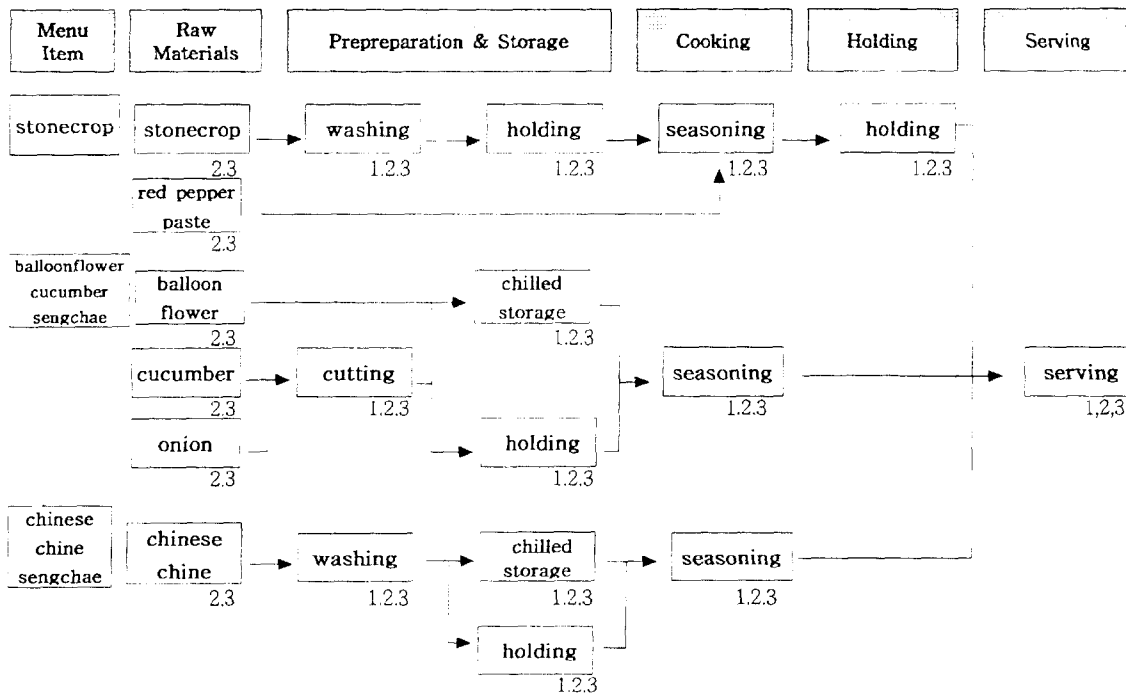 Menu
Item
Raw
Materials
Prepreparation & Storage
Cooking
Holding
Serving
stonecrop
stonecrop
2.3
washing
1.2.3
holding
1.2.3
seasoning
1.2.3
holding
1.2.3
red pepper
paste
2.3
balloonflower
cucumber
sengchae
balloon
flower
2.3
chilled
storage
1.2.3
cucumber
2.3
cutting
1.2.3
seasoning
1.2.3
serving
1,2,3
onion
2.3
holding
1.2.3
chinese
chine
sengchae
chinese
chine
2.3
washing
1.2.3
chilled
storage
1.2.3
seasoning
1.2.3
holding
1.2.3